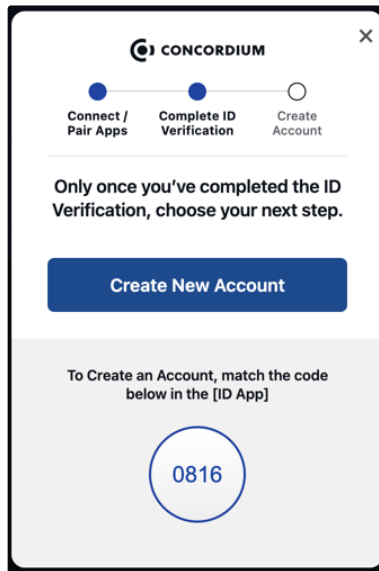 CONCORDIUM
Connect / Pair Apps
Complete ID Verification
Create Account
Only once you've completed the ID
Verification, choose your next step.
Create New Account
To Create an Account, match the code
below in the [ID App]
0816